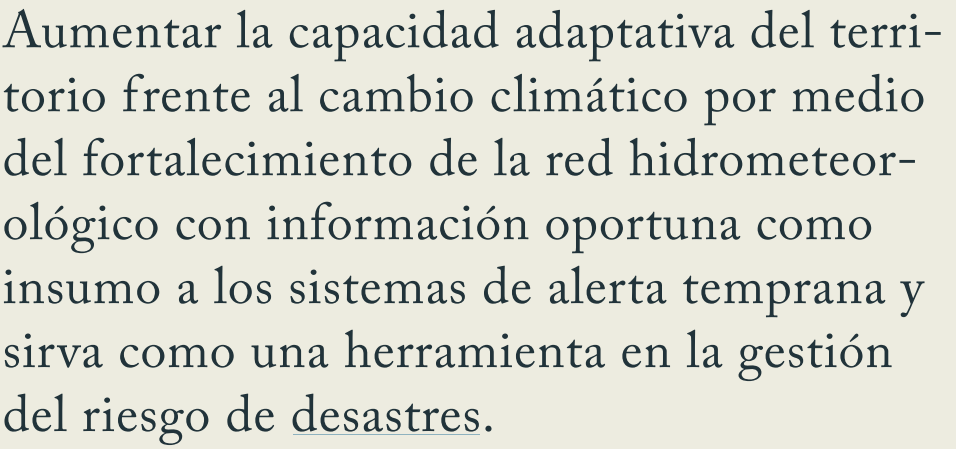 Aumentar la capacidad adaptativa del terri-
torio frente al cambio climático por medio
del fortalecimiento de la red hidrometeor-
ológico con información oportuna como
insumo a los sistemas de alerta temprana y
sirva como una herramienta en la gestión
del riesgo de desastres.